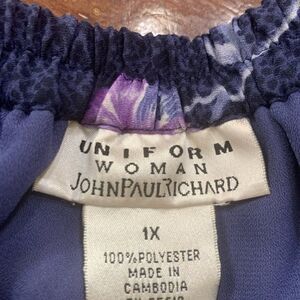 UNIFORM
WOMAN
JOHNPAULRICHARD
1X
100%POLYESTER
MADE IN
CAMBODIA